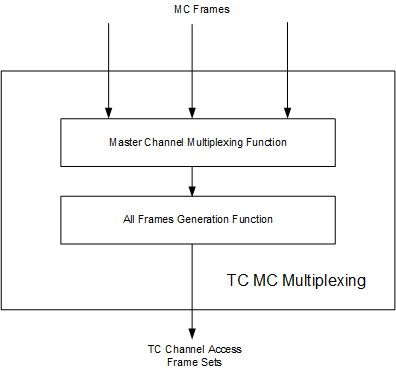 MC Frames
Master Channel Multiplexing Function
All Frames Generation Function
TC MC Multiplexing
TC Channel Access
Frame Sets